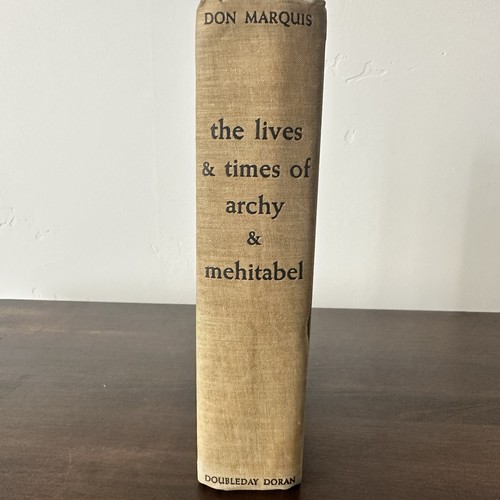 DON MARQUIS
the lives
& times of
archy
&
mehitabel
DOUBLEDAY DORAN